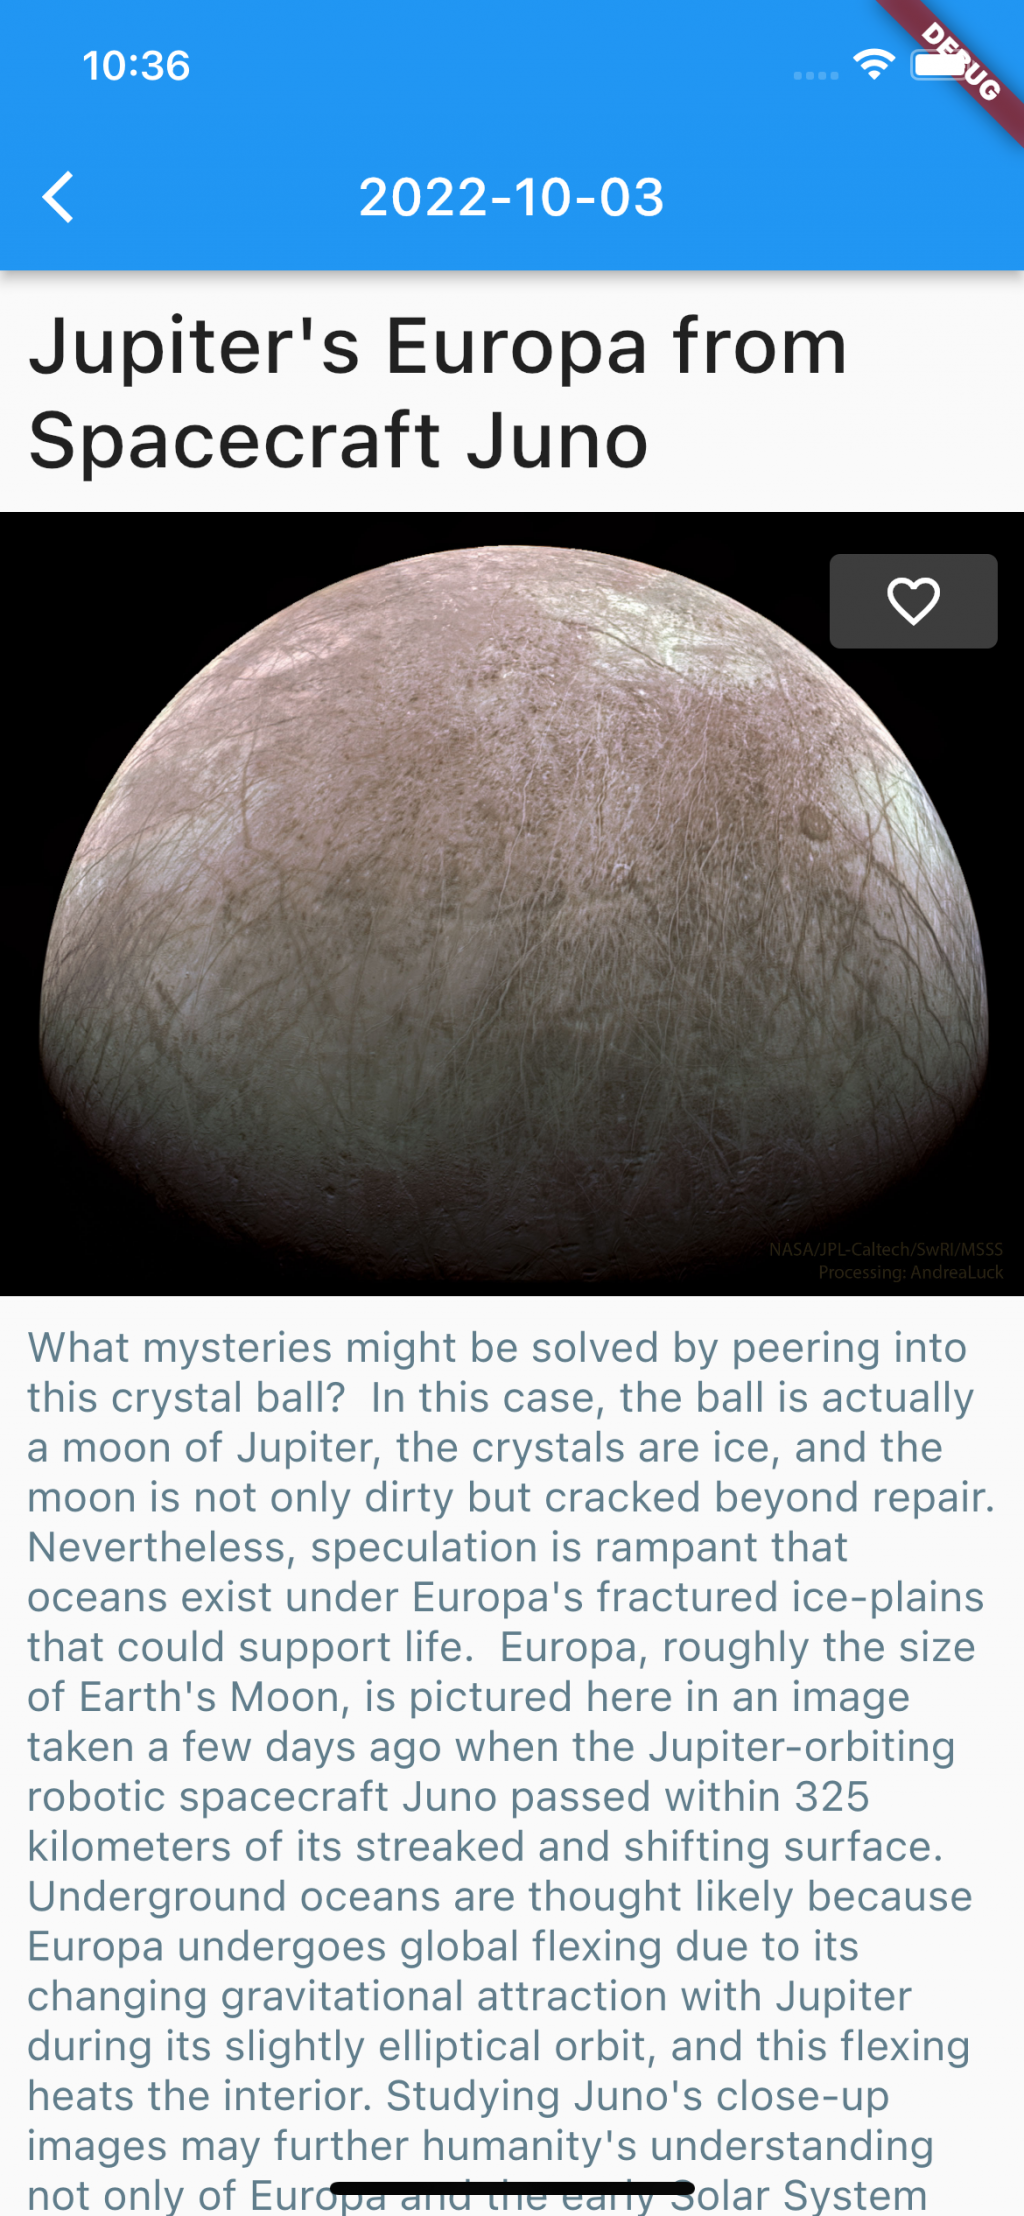 10:36
DEBUG
2022-10-03
Jupiter's Europa from
Spacecraft Juno
NASA/JPL-Caltech/SwRI/MSSS
Processing: AndreaLuck
What mysteries might be solved by peering into
this crystal ball?  In this case, the ball is actually
a moon of Jupiter, the crystals are ice, and the
moon is not only dirty but cracked beyond repair.
Nevertheless, speculation is rampant that
oceans exist under Europa's fractured ice-plains
that could support life.  Europa, roughly the size
of Earth's Moon, is pictured here in an image
taken a few days ago when the Jupiter-orbiting
robotic spacecraft Juno passed within 325
kilometers of its streaked and shifting surface.
Underground oceans are thought likely because
Europa undergoes global flexing due to its
changing gravitational attraction with Jupiter
during its slightly elliptical orbit, and this flexing
heats the interior. Studying Juno's close-up
images may further humanity's understanding
not only of Europa and the early Solar System